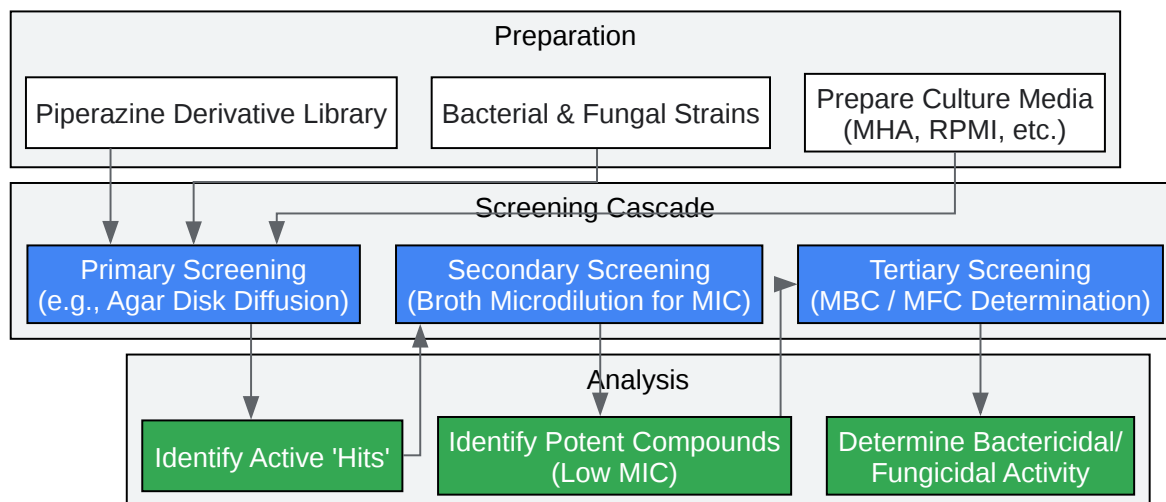 Preparation
Piperazine Derivative Library
Bacterial & Fungal Strains
Prepare Culture Media
(MHA, RPMI, etc.)
Screening Cascade
Primary Screening
(e.g., Agar Disk Diffusion)
Secondary Screening
(Broth Microdilution for MIC)
Tertiary Screening
(MBC / MFC Determination)
Analysis
Identify Active 'Hits'
Identify Potent Compounds
(Low MIC)
Determine Bactericidal/
Fungicidal Activity